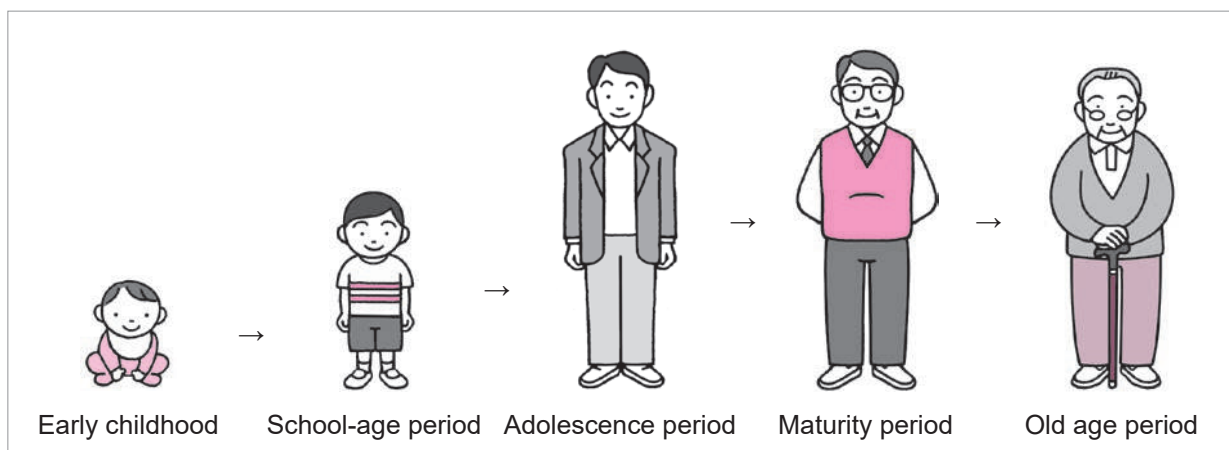 Early childhood
School-age period
Adolescence period
Maturity period
Old age period